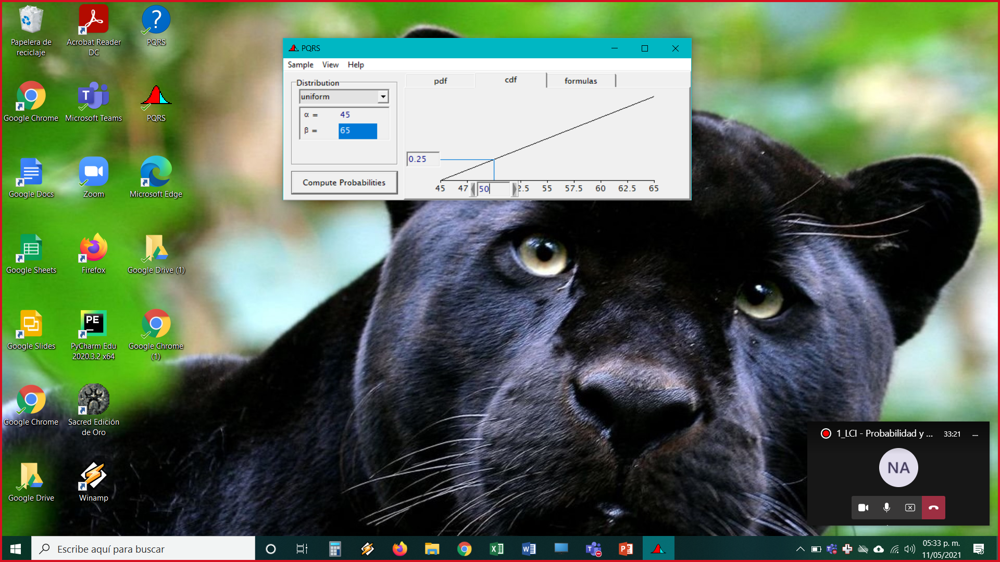 Papelera de
reciclaje
Acrobat Reader
DC
PQRS
Google Chrome
Microsoft Teams
PQRS
Google Docs
Zoom
Microsoft Edge
Google Sheets
Firefox
Google Drive (1)
Google Slides
PE
PyCharm Edu
2020.3.2 x64
Google Chrome
(1)
Google Chrome
Sacred Edición
de Oro
Google Drive
Winamp
PQRS
Sample View Help
Distribution
uniform
α = 45
β = 65
Compute Probabilities
pdf cdf formulas
0.25
45 47 50 2.5 55 57.5 60 62.5 65
1_LCI - Probabilidad y ... 33:21
NA
Escribe aquí para buscar
05:33 p. m.
11/05/2021